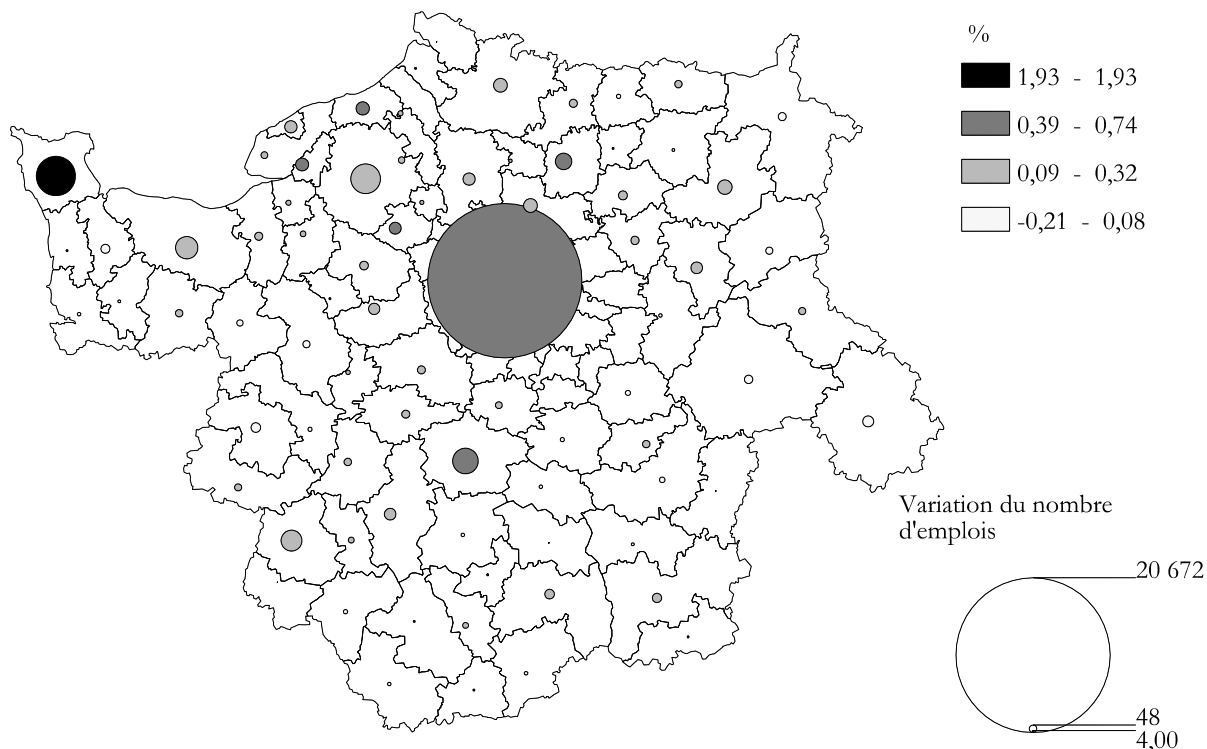 %
1,93 - 1,93
0,39 - 0,74
0,09 - 0,32
-0,21 - 0,08
Variation du nombre
d'emplois
20 672
48
4,00